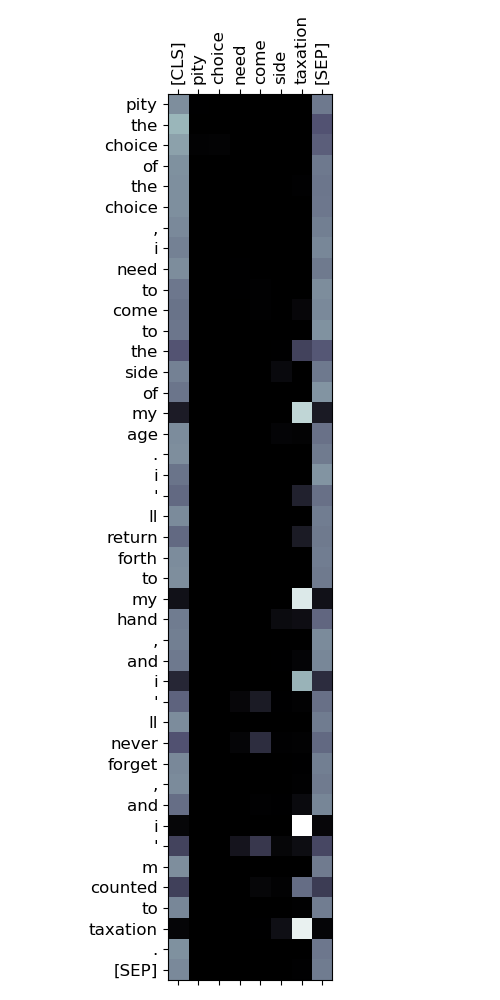 [CLS] pity choice need come side taxation [SEP]
pity
the
choice
of
the
choice
,
i
need
to
come
to
the
side
of
my
age
.
i
'
ll
return
forth
to
my
hand
,
and
i
'
ll
never
forget
,
and
i
'
m
counted
to
taxation
.
[SEP]